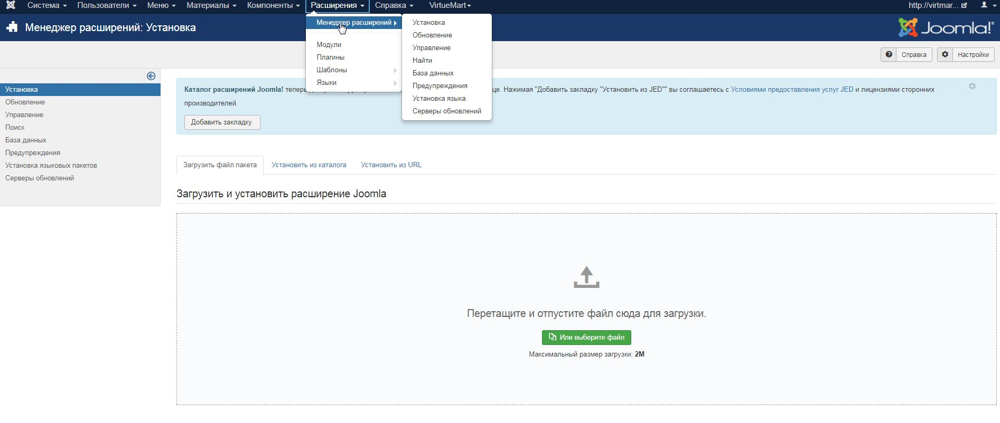 Система Пользователи Меню Материалы Компоненты Расширения Справка VirtueMart http://virtmar...
Менеджер расширений: Установка
Joomla!®
Менеджер расширений
Модули
Плагины
Шаблоны
Языки
Установка
Обновление
Управление
Найти
База данных
Предупреждения
Установка языка
Серверы обновлений
Справка Настройки
Установка
Обновление
Управление
Поиск
База данных
Предупреждения
Установка языковых пакетов
Серверы обновлений
Каталог расширений Joomla! теперь Нажимая "Добавить закладку "Установить из JED"" вы соглашаетесь с Условиями предоставления услуг JED и лицензиями сторонних
производителей.
Добавить закладку
Загрузить файл пакета Установить из каталога Установить из URL
Загрузить и установить расширение Joomla
Перетащите и отпустите файл сюда для загрузки.
Или выберите файл
Максимальный размер загрузки: 2M